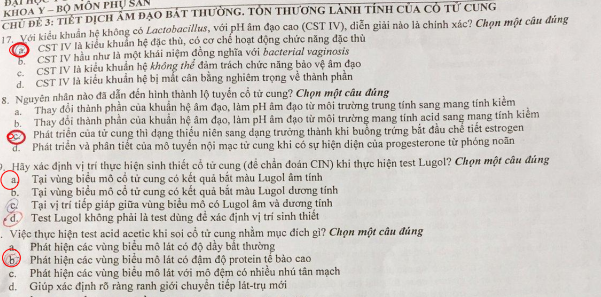 KHOA Y – BỘ MÔN PHỤ SẢN
CHỦ ĐỀ 3: TIẾT DỊCH ÂM ĐẠO BẤT THƯỜNG. TỔN THƯƠNG LÀNH TÍNH CỦA CỔ TỬ CUNG
17. Với kiểu khuẩn hệ không có Lactobacillus, với pH âm đạo cao (CST IV), diễn giải nào là chính xác? Chọn một câu đúng
a. CST IV là kiểu khuẩn hệ đặc thù, có cơ chế hoạt động chức năng đặc thù
b. CST IV hầu như là một khái niệm đồng nghĩa với bacterial vaginosis
c. CST IV là kiểu khuẩn hệ không thể đảm trách chức năng bảo vệ âm đạo
d. CST IV là kiểu khuẩn hệ bị mất cân bằng nghiêm trọng về thành phần
8. Nguyên nhân nào đã dẫn đến hình thành lộ tuyến cổ tử cung? Chọn một câu đúng
a. Thay đổi thành phần của khuẩn hệ âm đạo, làm pH âm đạo từ môi trường trung tính sang mang tính kiềm
b. Thay đổi thành phần của khuẩn hệ âm đạo, làm pH âm đạo từ môi trường mang tính acid sang mang tính kiềm
c. Phát triển của tử cung thì dạng thiếu niên sang dạng trưởng thành khi buồng trứng bắt đầu chế tiết estrogen
d. Phát triển và phân tiết của mô tuyến nội mạc tử cung khi có sự hiện diện của progesterone từ phóng noãn
9. Hãy xác định vị trí thực hiện sinh thiết cổ tử cung (để chẩn đoán CIN) khi thực hiện test Lugol? Chọn một câu đúng
a. Tại vùng biểu mô cổ tử cung có kết quả bắt màu Lugol âm tính
b. Tại vùng biểu mô cổ tử cung có kết quả bắt màu Lugol dương tính
c. Tại vị trí tiếp giáp giữa vùng biểu mô có Lugol âm và dương tính
d. Test Lugol không phải là test dùng để xác định vị trí sinh thiết
. Việc thực hiện test acid acetic khi soi cổ tử cung nhằm mục đích gì? Chọn một câu đúng
a. Phát hiện các vùng biểu mô lát có độ dầy bất thường
b. Phát hiện các vùng biểu mô lát có đậm độ protein tế bào cao
c. Phát hiện các vùng biểu mô lát với mô đệm có nhiều nhú tân mạch
d. Giúp xác định rõ ràng ranh giới chuyển tiếp lát-trụ mới